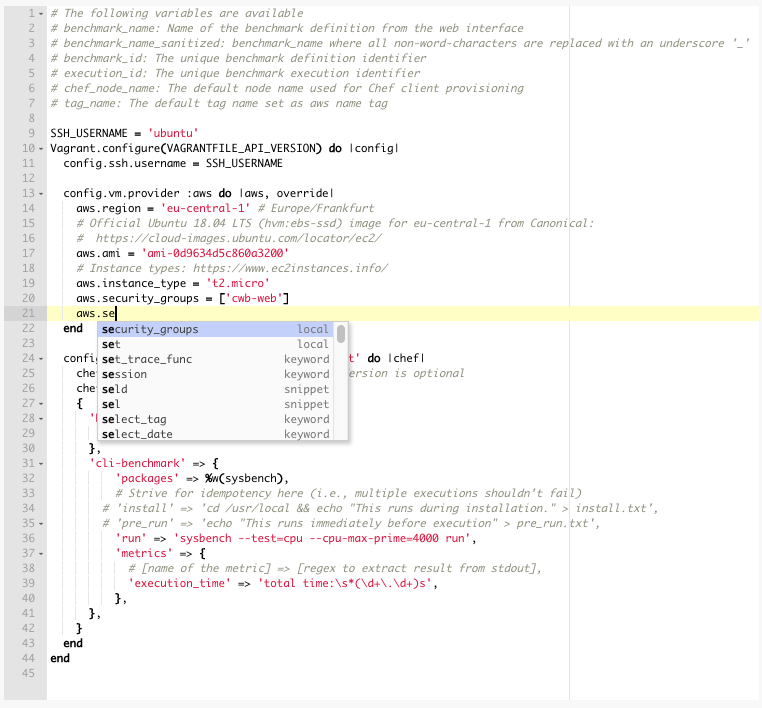 1 # The following variables are available
2 # benchmark_name: Name of the benchmark definition from the web interface
3 # benchmark_name_sanitized: benchmark_name where all non-word-characters are replaced with an underscore '_'
4 # benchmark_id: The unique benchmark definition identifier
5 # execution_id: The unique benchmark execution identifier
6 # chef_node_name: The default node name used for Chef client provisioning
7 # tag_name: The default tag name set as aws name tag
8
9 SSH_USERNAME = 'ubuntu'
10 Vagrant.configure(VAGRANTFILE_API_VERSION) do |config|
11 config.ssh.username = SSH_USERNAME
12
13 config.vm.provider :aws do |aws, override|
14 aws.region = 'eu-central-1' # Europe/Frankfurt
15 # Official Ubuntu 18.04 LTS (hvm:ebs-ssd) image for eu-central-1 from Canonical:
16 #  https://cloud-images.ubuntu.com/locator/ec2/
17 aws.ami = 'ami-0d9634d5c860a3200'
18 # Instance types: https://www.ec2instances.info/
19 aws.instance_type = 't2.micro'
20 aws.security_groups = ['cwb-web']
21 aws.se
22 end security_groups local
23 set local
24 config set_trace_func keyword t' do |chef|
25 che session keyword ersion is optional
26 che seld snippet
27 { sel snippet
28 ' select_tag keyword
29 select_date keyword
30 },
31 'cli-benchmark' => {
32 'packages' => %w(sysbench),
33 # Strive for idempotency here (i.e., multiple executions shouldn't fail)
34 # 'install' => 'cd /usr/local && echo "This runs during installation." > install.txt',
35 # 'pre_run' => 'echo "This runs immediately before execution" > pre_run.txt',
36 'run' => 'sysbench --test=cpu --cpu-max-prime=4000 run',
37 'metrics' => {
38 # [name of the metric] => [regex to extract result from stdout],
39 'execution_time' => 'total time:\s*(\d+\.\d+)s',
40 },
41 },
42 }
43 end
44 end
45